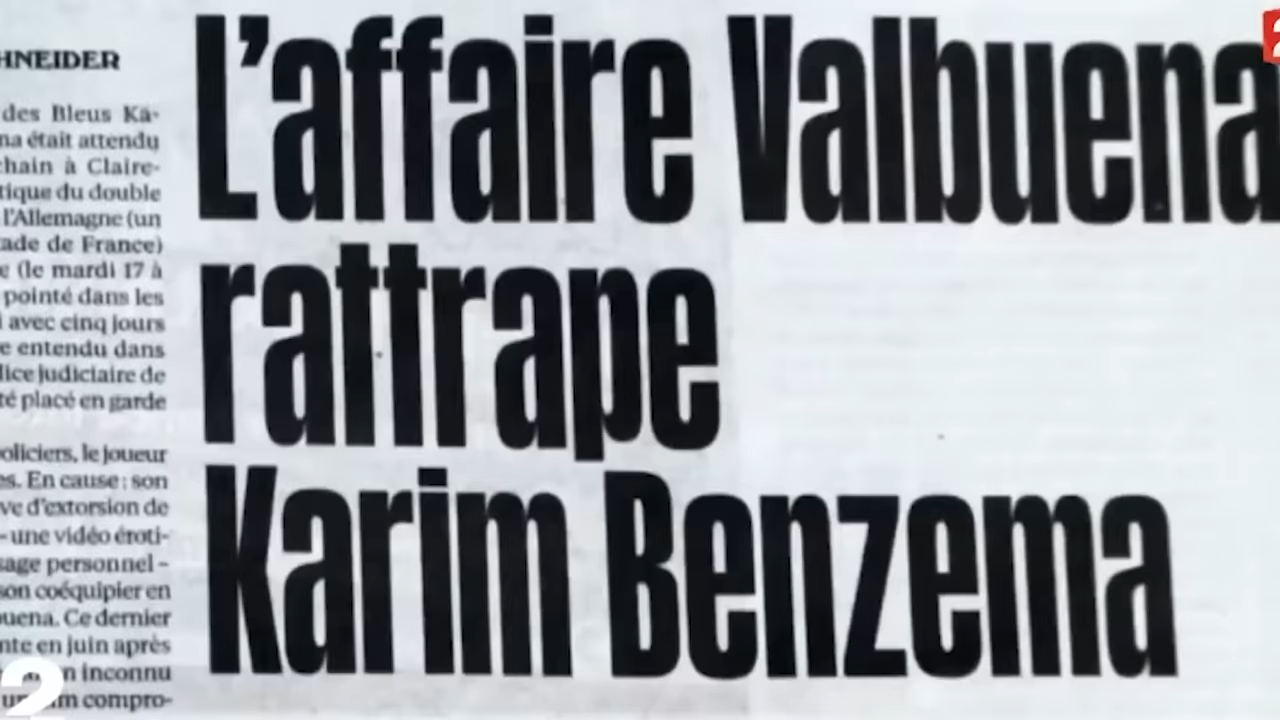 HNEIDER
des Bleus Ka-
na était attendu
chain à Claire-
tique du double
l'Allemagne (un
ade de France)
e (le mardi 17 à
pointé dans les
i avec cinq jours
e entendu dans
lice judiciaire de
té placé en garde
oliciers, le joueur
es. En cause : son
ve d'extorsion de
– une vidéo éroti-
sage personnel –
son coéquipier en
buena. Ce dernier
nte en juin après
n inconnu
compro-
L'affaire Valbuena
rattrape
Karim Benzema
2
2